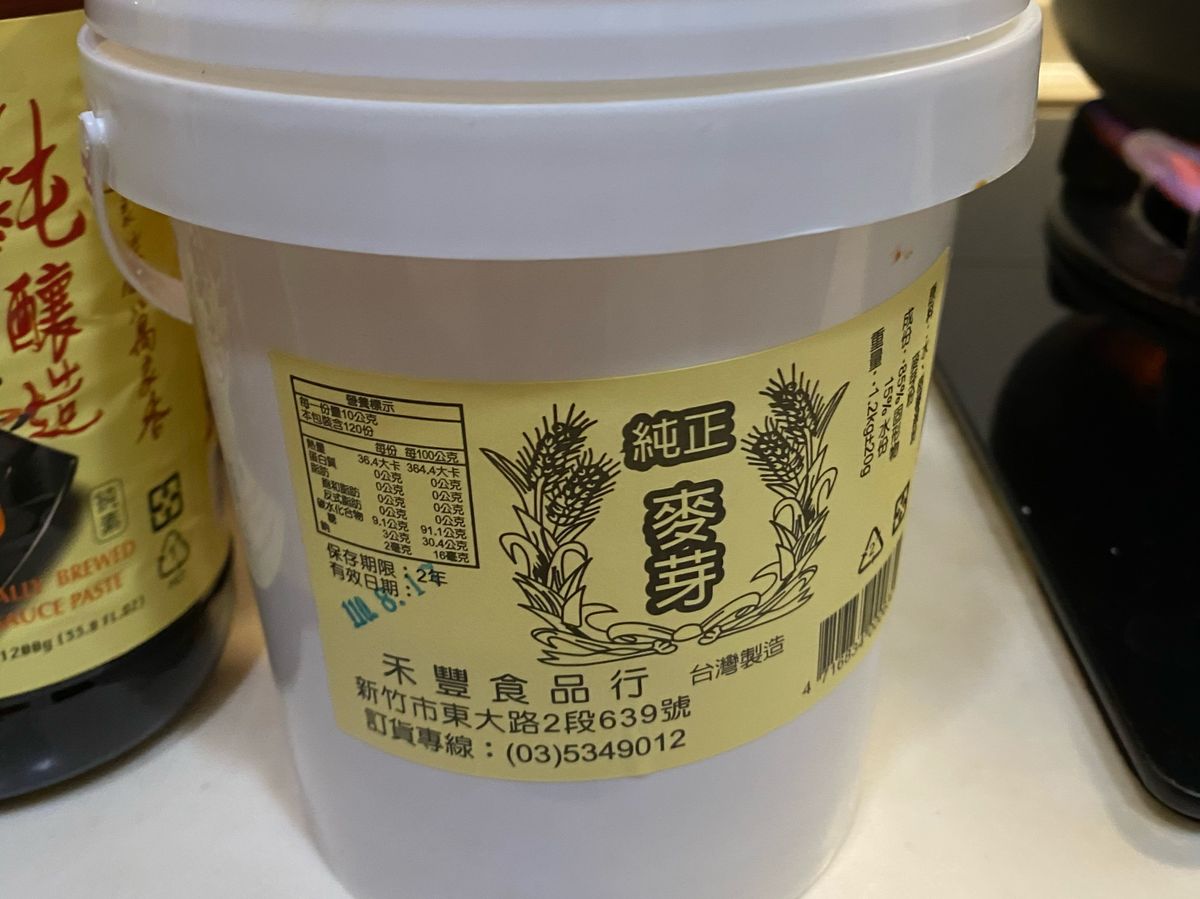 純
釀
造
純素
BREWED
SAUCE PASTE
1200g (35.8 FL.OZ)
營養標示
每一份量10公克
本包裝含120份
每份 每100公克
熱量 36.4大卡 364.4大卡
蛋白質 0公克 0公克
脂肪 0公克 0公克
飽和脂肪 0公克 0公克
反式脂肪 0公克 0公克
碳水化合物 9.1公克 91.1公克
糖 3公克 30.4公克
鈉 2毫克 16毫克
保存期限：2年
有效日期：
純正
麥芽
禾豐食品行
台灣製造
新竹市東大路2段639號
訂貨專線：(03)5349012
15%水份
重量：1.2kg±20g
2